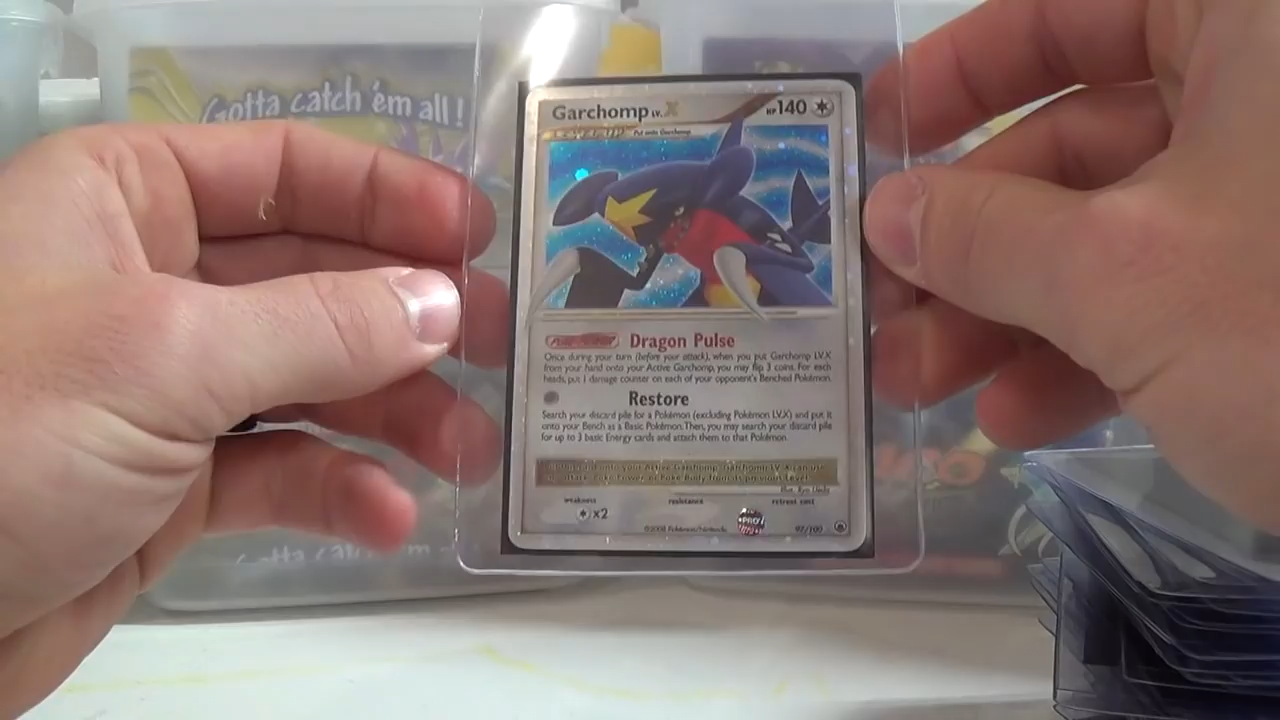 Gotta catch 'em all!
Garchomp LV.X HP 140
Put onto Garchomp
Dragon Pulse
Once during your turn (before your attack), when you put Garchomp LV.X
from your hand onto your Active Garchomp, you may flip 3 coins. For each
heads, put 1 damage counter on each of your opponent's Benched Pokémon.
Restore
Search your discard pile for a Pokémon (excluding Pokémon LV.X) and put it
onto your Bench as a Basic Pokémon. Then, you may search your discard pile
for up to 3 basic Energy cards and attach them to that Pokémon.
weakness resistance retreat cost
x2
©2008 Pokémon/Nintendo 97/100
Gotta catch 'em